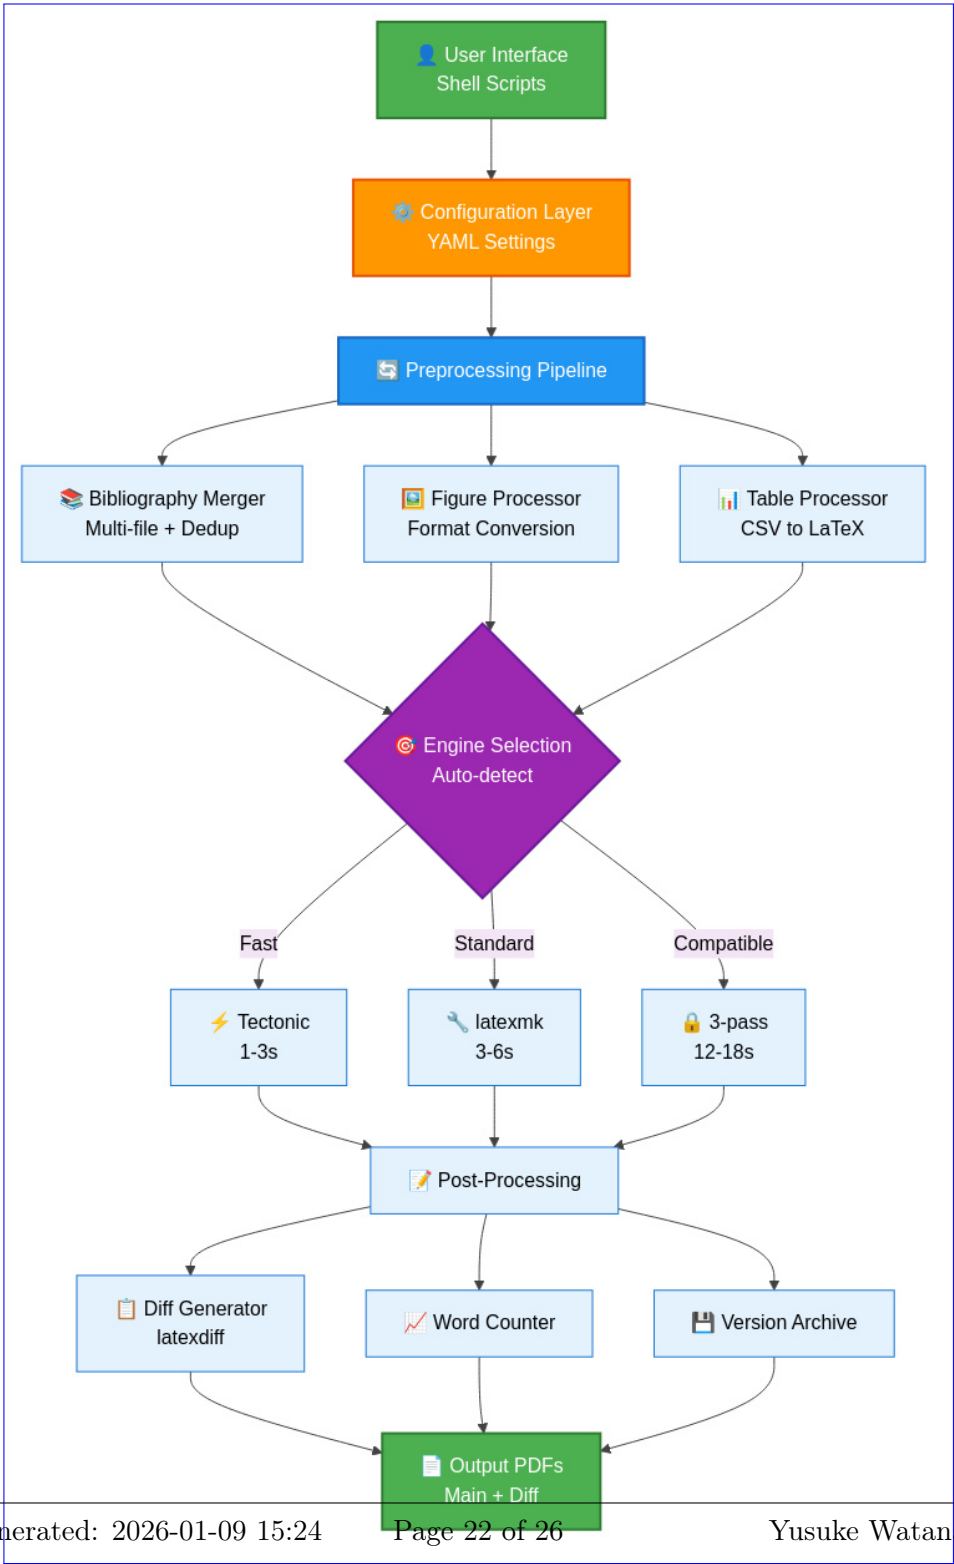 👤 User Interface
Shell Scripts
⚙️ Configuration Layer
YAML Settings
🔄 Preprocessing Pipeline
📚 Bibliography Merger
Multi-file + Dedup
🖼️ Figure Processor
Format Conversion
📊 Table Processor
CSV to LaTeX
🎯 Engine Selection
Auto-detect
Fast
Standard
Compatible
⚡ Tectonic
1-3s
🔧 latexmk
3-6s
🔒 3-pass
12-18s
📝 Post-Processing
📋 Diff Generator
latexdiff
📈 Word Counter
💾 Version Archive
📄 Output PDFs
Main + Diff
nerated: 2026-01-09 15:24 Page 22 of 26 Yusuke Watan